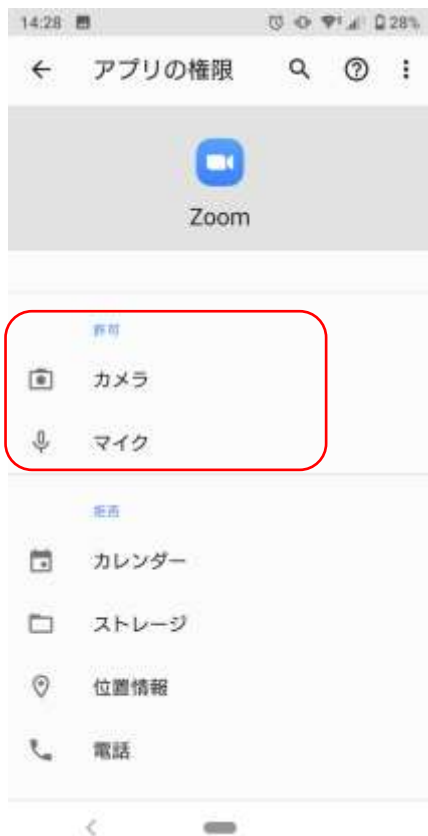 14:28 28%
アプリの権限
Zoom
許可
カメラ
マイク
拒否
カレンダー
ストレージ
位置情報
電話